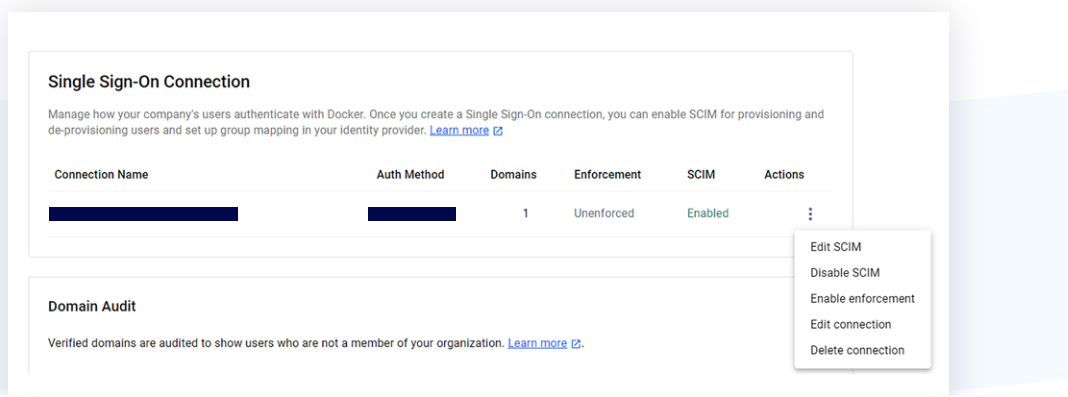 Single Sign-On Connection
Manage how your company's users authenticate with Docker. Once you create a Single Sign-On connection, you can enable SCIM for provisioning and
de-provisioning users and set up group mapping in your identity provider. Learn more
Connection Name Auth Method Domains Enforcement SCIM Actions
1 Unenforced Enabled
Edit SCIM
Disable SCIM
Enable enforcement
Edit connection
Delete connection
Domain Audit
Verified domains are audited to show users who are not a member of your organization. Learn more.